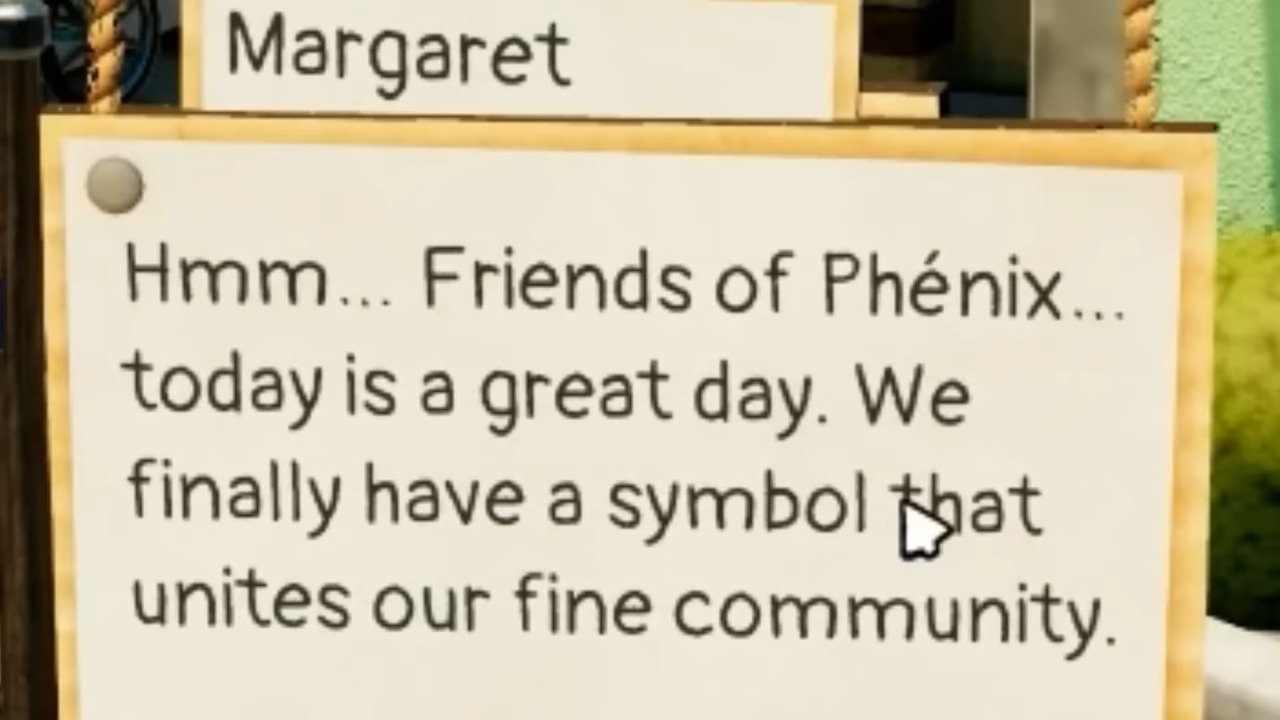 Margaret
Hmm... Friends of Phénix...
today is a great day. We
finally have a symbol that
unites our fine community.